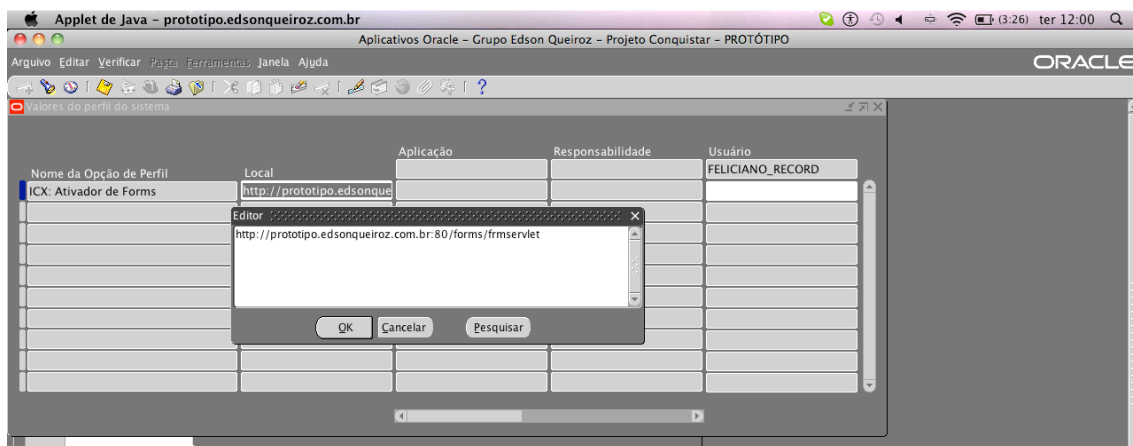 Applet de Java – prototipo.edsonqueiroz.com.br (3:26) ter 12:00
Aplicativos Oracle – Grupo Edson Queiroz – Projeto Conquistar – PROTÓTIPO
Arquivo Editar Verificar Pasta Ferramentas Janela Ajuda ORACLE
Valores do perfil do sistema
Aplicação Responsabilidade Usuário
FELICIANO_RECORD
Nome da Opção de Perfil Local
ICX: Ativador de Forms http://prototipo.edsonque
Editor
http://prototipo.edsonqueiroz.com.br:80/forms/frmservlet
OK Cancelar Pesquisar